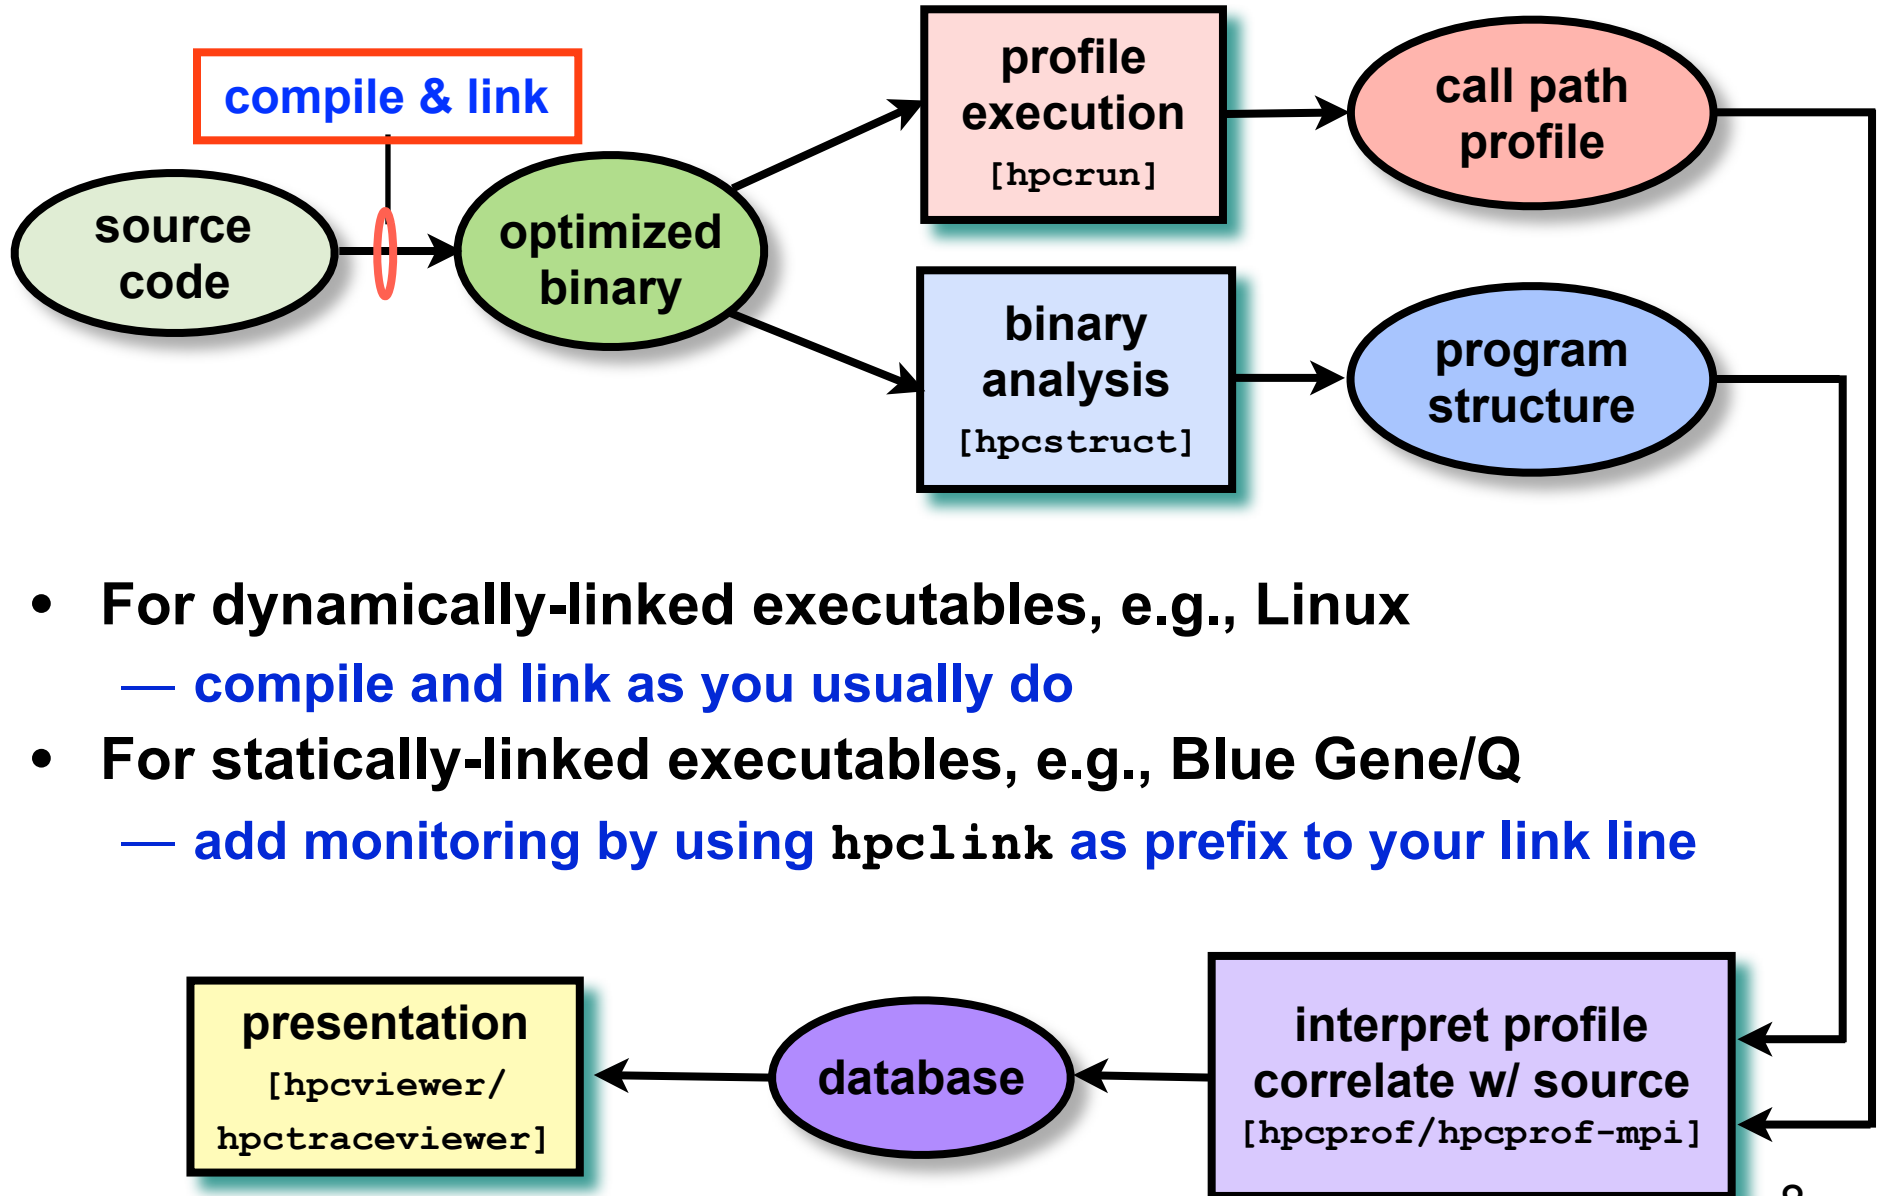 compile & link
source
code
optimized
binary
profile
execution
[hpcrun]
call path
profile
binary
analysis
[hpcstruct]
program
structure
• For dynamically-linked executables, e.g., Linux
— compile and link as you usually do
• For statically-linked executables, e.g., Blue Gene/Q
— add monitoring by using hpclink as prefix to your link line
presentation
[hpcviewer/
hpctraceviewer]
database
interpret profile
correlate w/ source
[hpcprof/hpcprof-mpi]